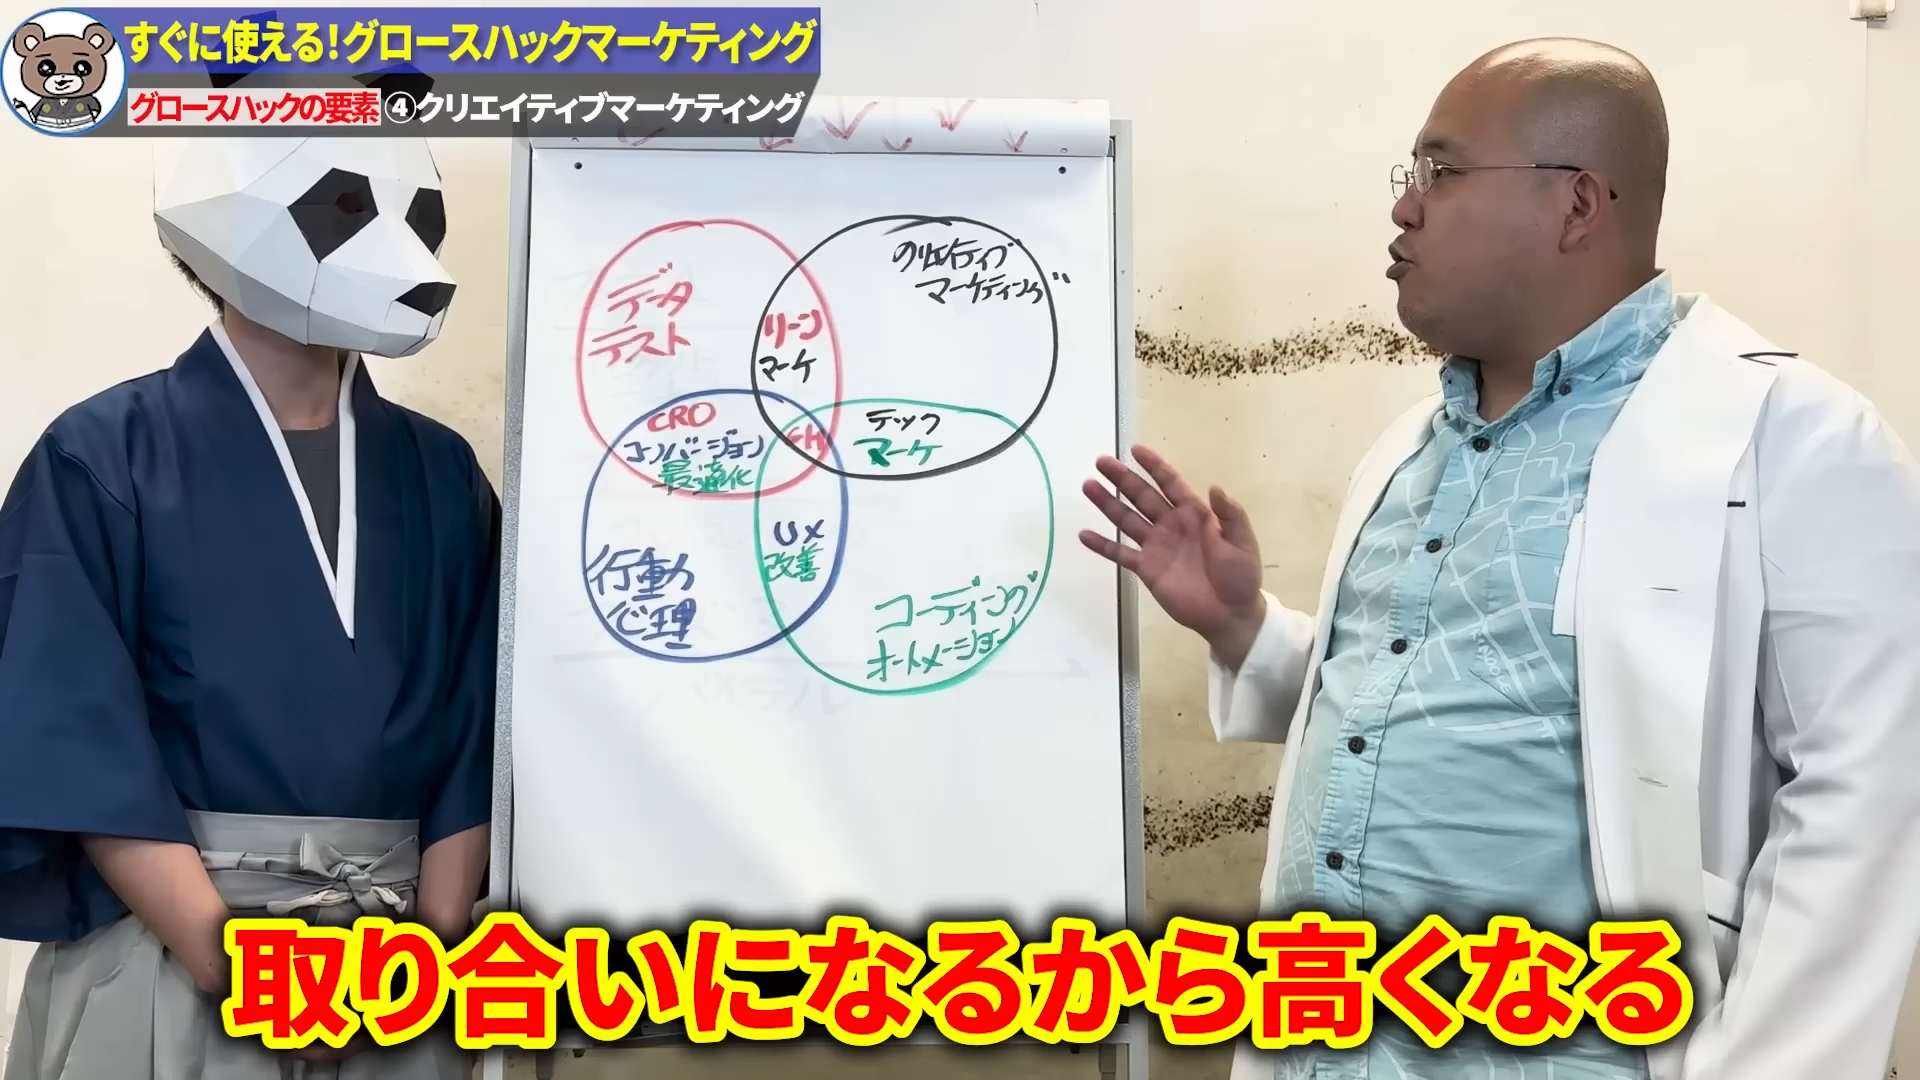 すぐに使える!グロースハックマーケティング
グロースハックの要素④クリエイティブマーケティング
データ
テスト
クリエイティブ
マーケティング
リーン
マーケ
CRO
コンバージョン
最適化
GH
テック
マーケ
行動
心理
UX
改善
コーディング
オートメーション
取り合いになるから高くなる